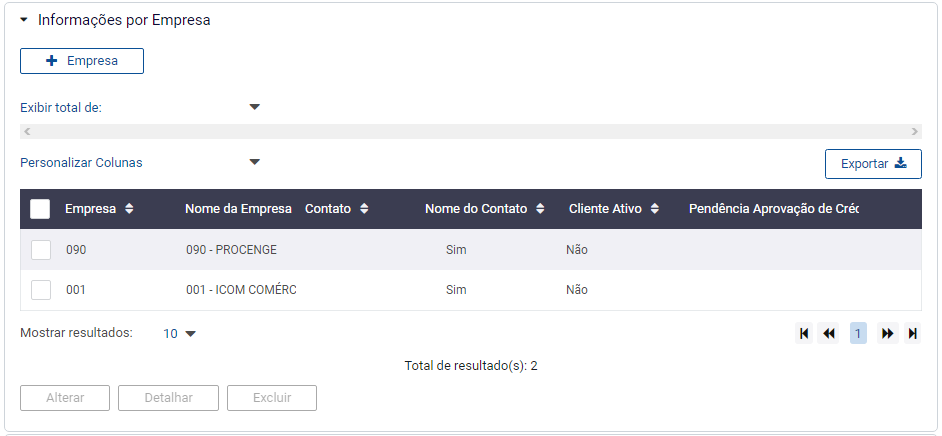 Informações por Empresa
Empresa
Exibir total de:
Personalizar Colunas
Exportar
Empresa Nome da Empresa Contato Nome do Contato Cliente Ativo Pendência Aprovação de Créd
090 090 - PROCENGE Sim Não
001 001 - ICOM COMÉRC Sim Não
Mostrar resultados: 10 1
Total de resultado(s): 2
Alterar Detalhar Excluir